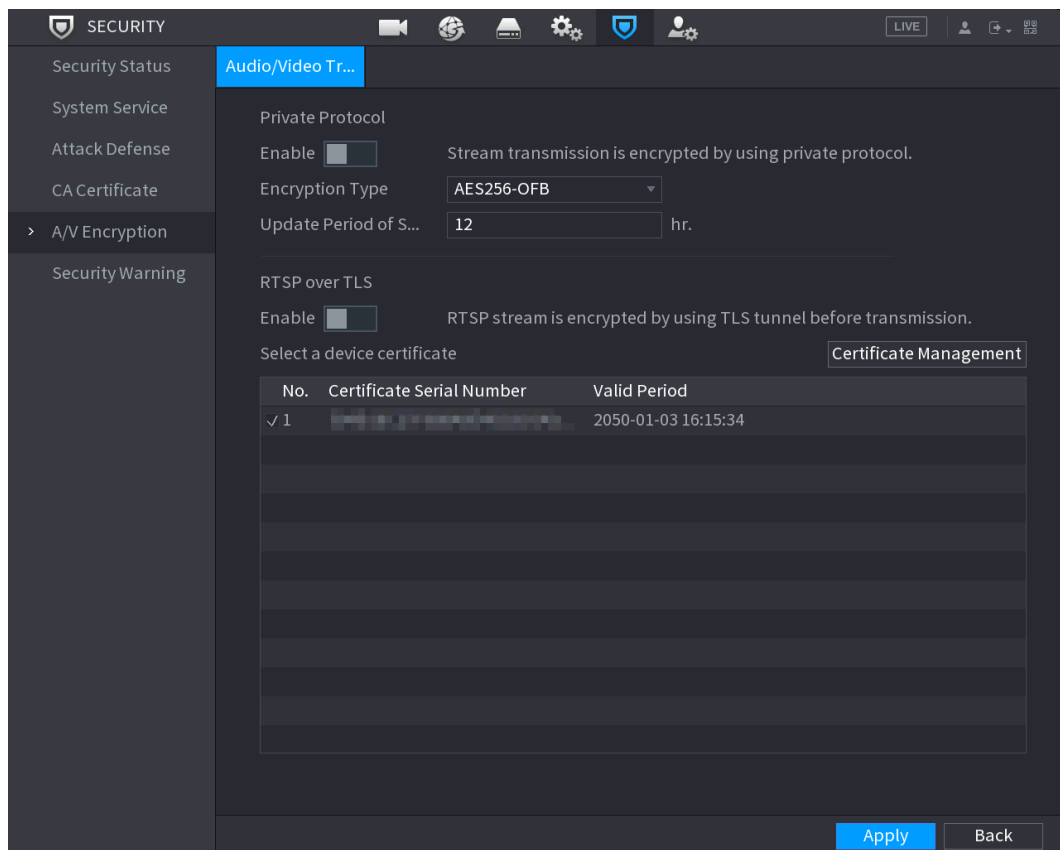 SECURITY
LIVE
Security Status
System Service
Attack Defense
CA Certificate
A/V Encryption
Security Warning
Audio/Video Tr...
Private Protocol
Enable Stream transmission is encrypted by using private protocol.
Encryption Type AES256-OFB
Update Period of S... 12 hr.
RTSP over TLS
Enable RTSP stream is encrypted by using TLS tunnel before transmission.
Select a device certificate Certificate Management
No. Certificate Serial Number Valid Period
1 2050-01-03 16:15:34
Apply Back